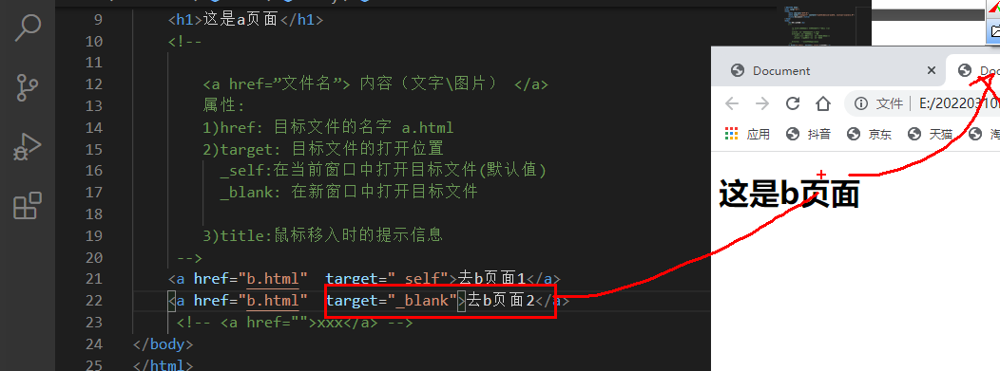 9 <h1>这是a页面</h1>
10 <!--
11
12 <a href=”文件名”> 内容（文字\图片） </a>
13 属性:
14 1)href: 目标文件的名字 a.html
15 2)target: 目标文件的打开位置
16 _self:在当前窗口中打开目标文件(默认值)
17 _blank: 在新窗口中打开目标文件
18
19 3)title:鼠标移入时的提示信息
20 -->
21 <a href="b.html" target="_self">去b页面1</a>
22 <a href="b.html" target="_blank">去b页面2</a>
23 <!-- <a href="">xxx</a> -->
24 </body>
25 </html>
Document
文件 | E:/2022031
应用 抖音 京东 天猫
这是b页面